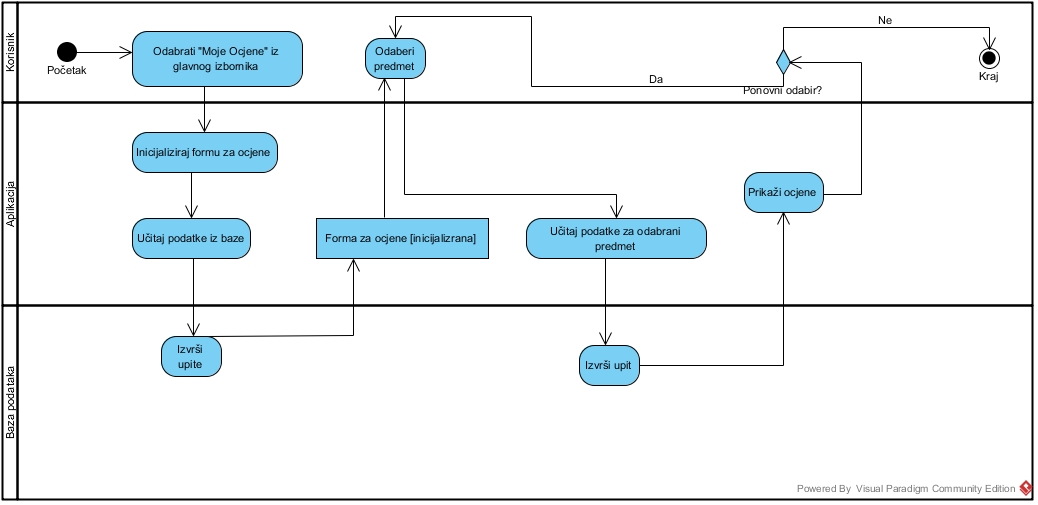 Korisnik
Početak
Odabrati "Moje Ocjene" iz
glavnog izbornika
Odaberi
predmet
Da
Ne
Ponovni odabir?
Kraj
Aplikacija
Inicijaliziraj formu za ocjene
Učitaj podatke iz baze
Forma za ocjene [inicijalizrana]
Učitaj podatke za odabrani
predmet
Prikaži ocjene
Baza podataka
Izvrši
upite
Izvrši upit
Powered By Visual Paradigm Community Edition